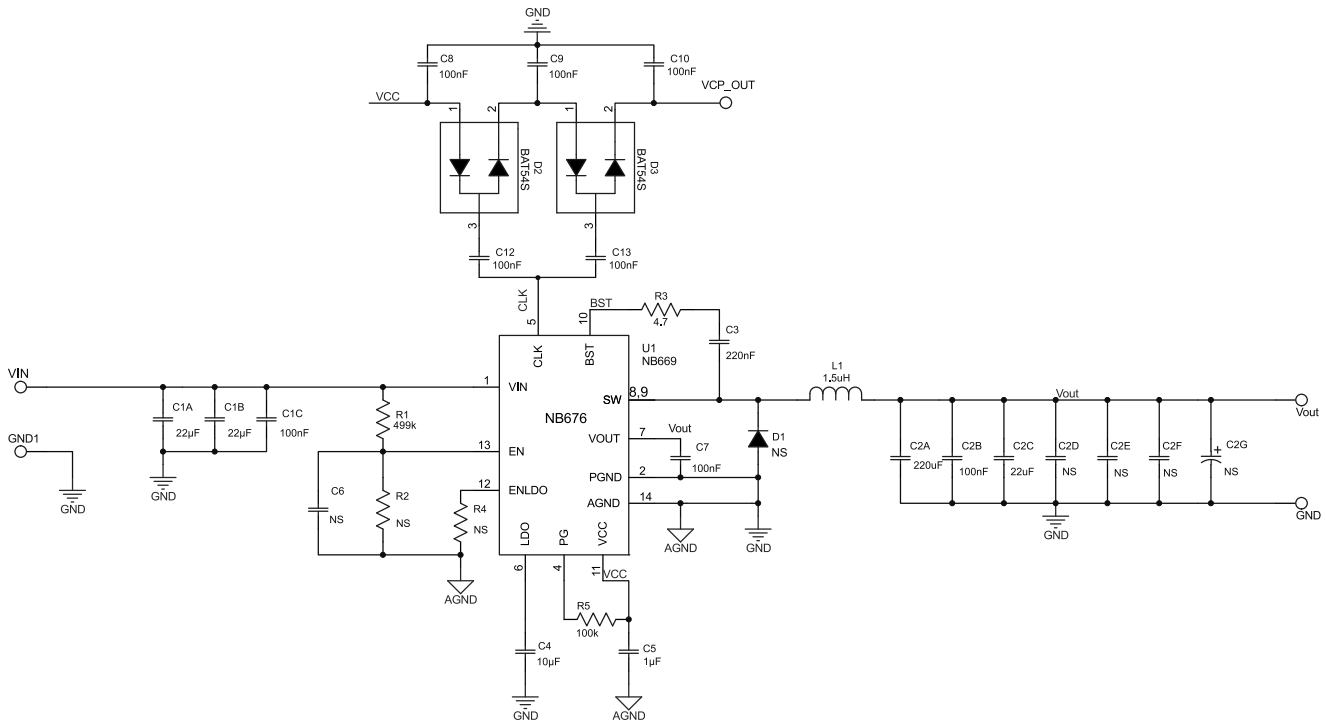 GND
C8
100nF
C9
100nF
C10
100nF
VCP_OUT
VCC
1
2
1
2
D2
BAT54S
D3
BAT54S
3
3
C12
100nF
C13
100nF
CLK
5
BST
10
R3
4.7
C3
220nF
U1
NB669
CLK
BST
VIN
1
VIN
SW
8,9
L1
1.5uH
Vout
Vout
C1A
22µF
C1B
22µF
C1C
100nF
R1
499k
NB676
VOUT
7
Vout
C7
100nF
D1
NS
GND1
GND
GND
13
EN
12
ENLDO
PGND
2
AGND
14
C6
NS
R2
NS
R4
NS
AGND
LDO
PG
VCC
6
4
11
VCC
AGND
GND
C2A
220uF
C2B
100nF
C2C
22uF
C2D
NS
C2E
NS
C2F
NS
C2G
+
NS
GND
GND
R5
100k
C4
10µF
C5
1µF
GND
AGND